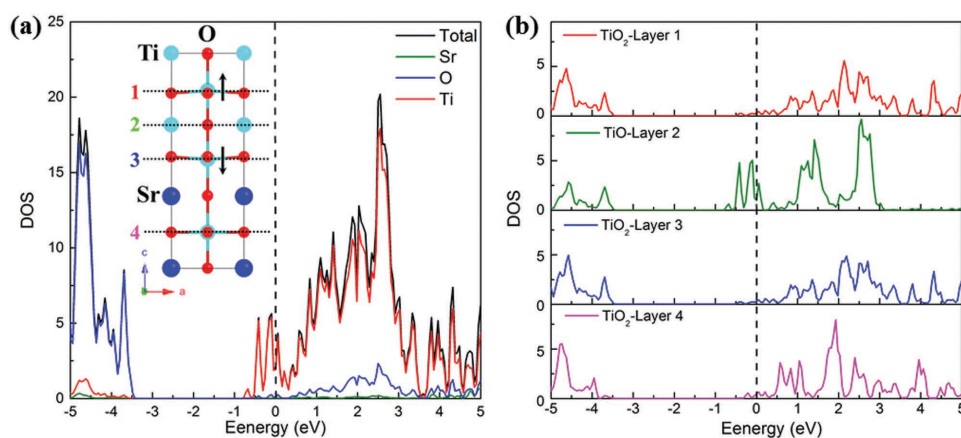 (a)
25
20
15
10
5
0
DOS
-5 -4 -3 -2 -1 0 1 2 3 4 5
Eenergy (eV)
O
Ti
1
2
3
Sr
4
c
b
a
Total
Sr
O
Ti
(b)
TiO2-Layer 1
5
0
TiO-Layer 2
5
0
TiO2-Layer 3
5
0
TiO2-Layer 4
5
0
DOS
-5 -4 -3 -2 -1 0 1 2 3 4 5
Eenergy (eV)